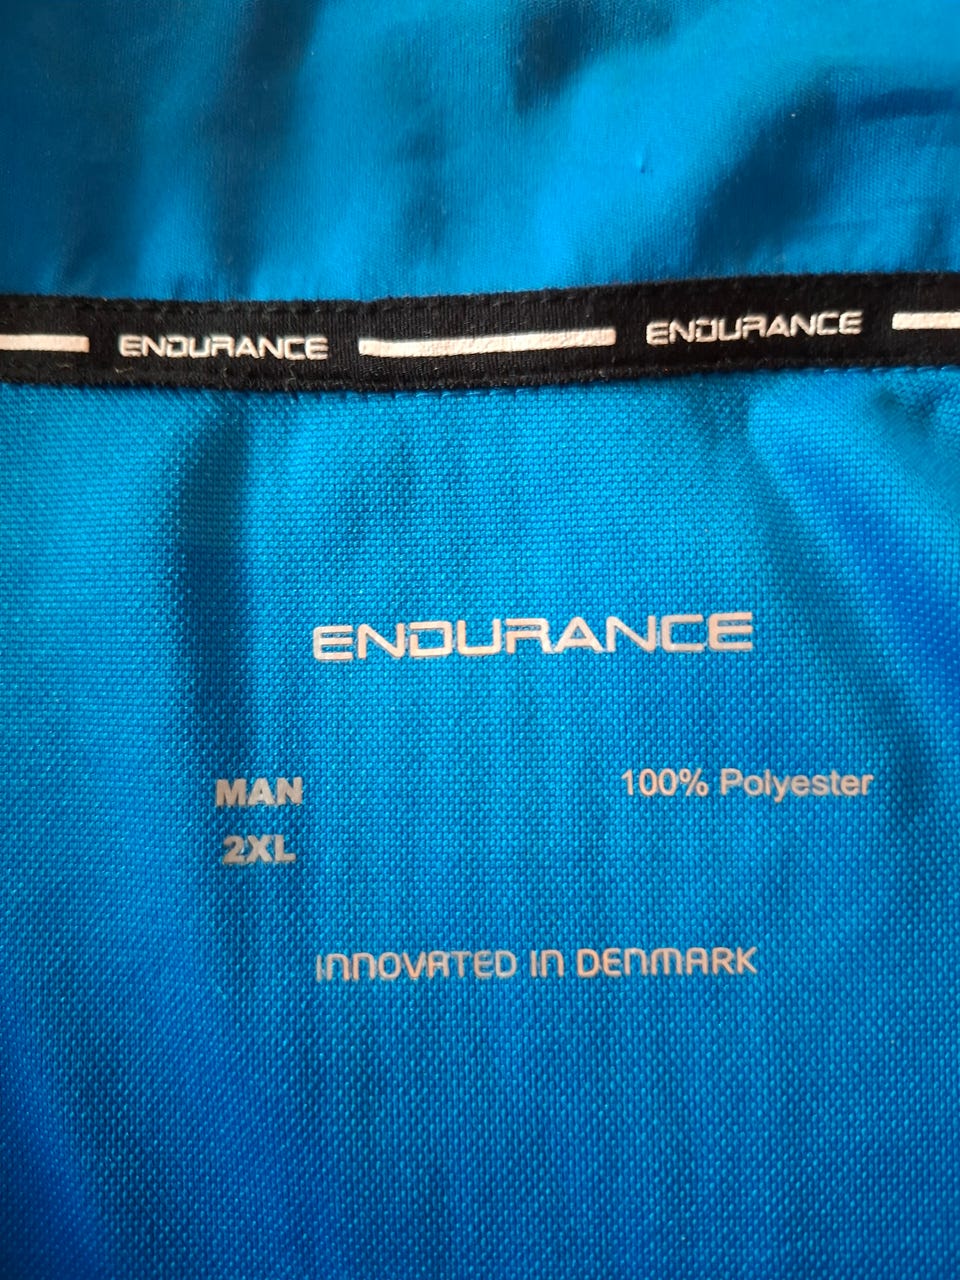 ENDURANCE ENDURANCE
ENDURANCE
MAN 100% Polyester
2XL
INNOVATED IN DENMARK